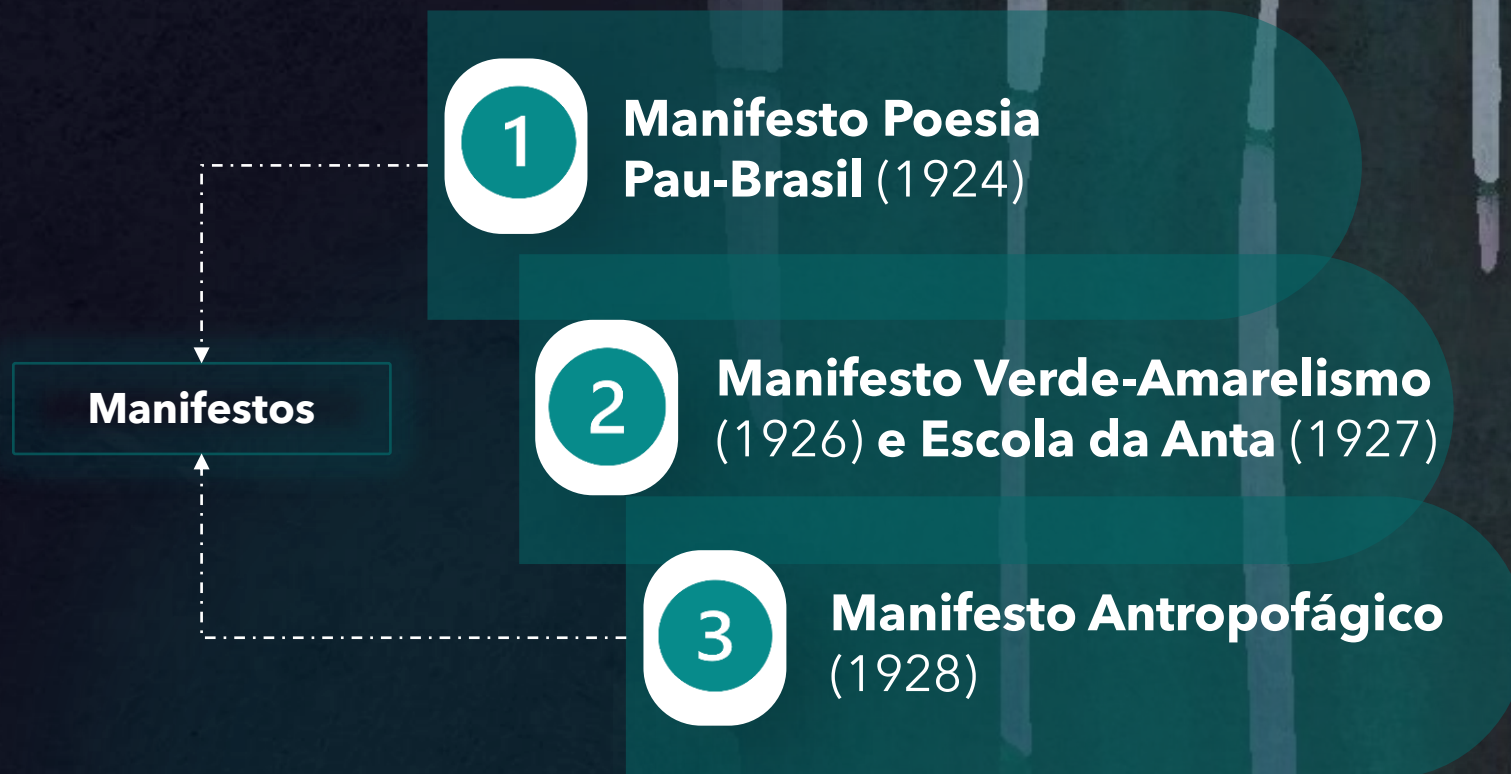 1
Manifesto Poesia
Pau-Brasil (1924)
Manifestos
2
Manifesto Verde-Amarelismo
(1926) e Escola da Anta (1927)
3
Manifesto Antropofágico
(1928)